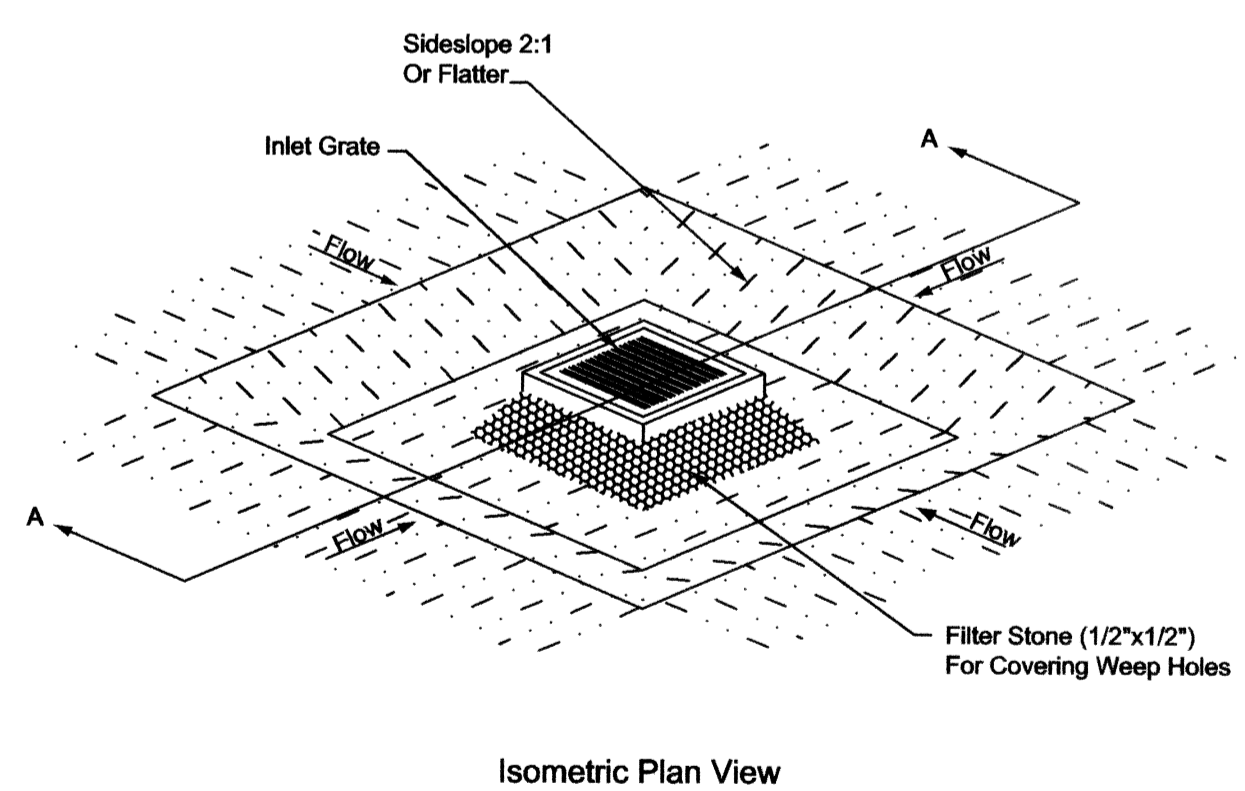 Sideslope 2:1
Or Flatter
Inlet Grate
A
Flow
Flow
A
Flow
Flow
Filter Stone (1/2"x1/2")
For Covering Weep Holes
Isometric Plan View